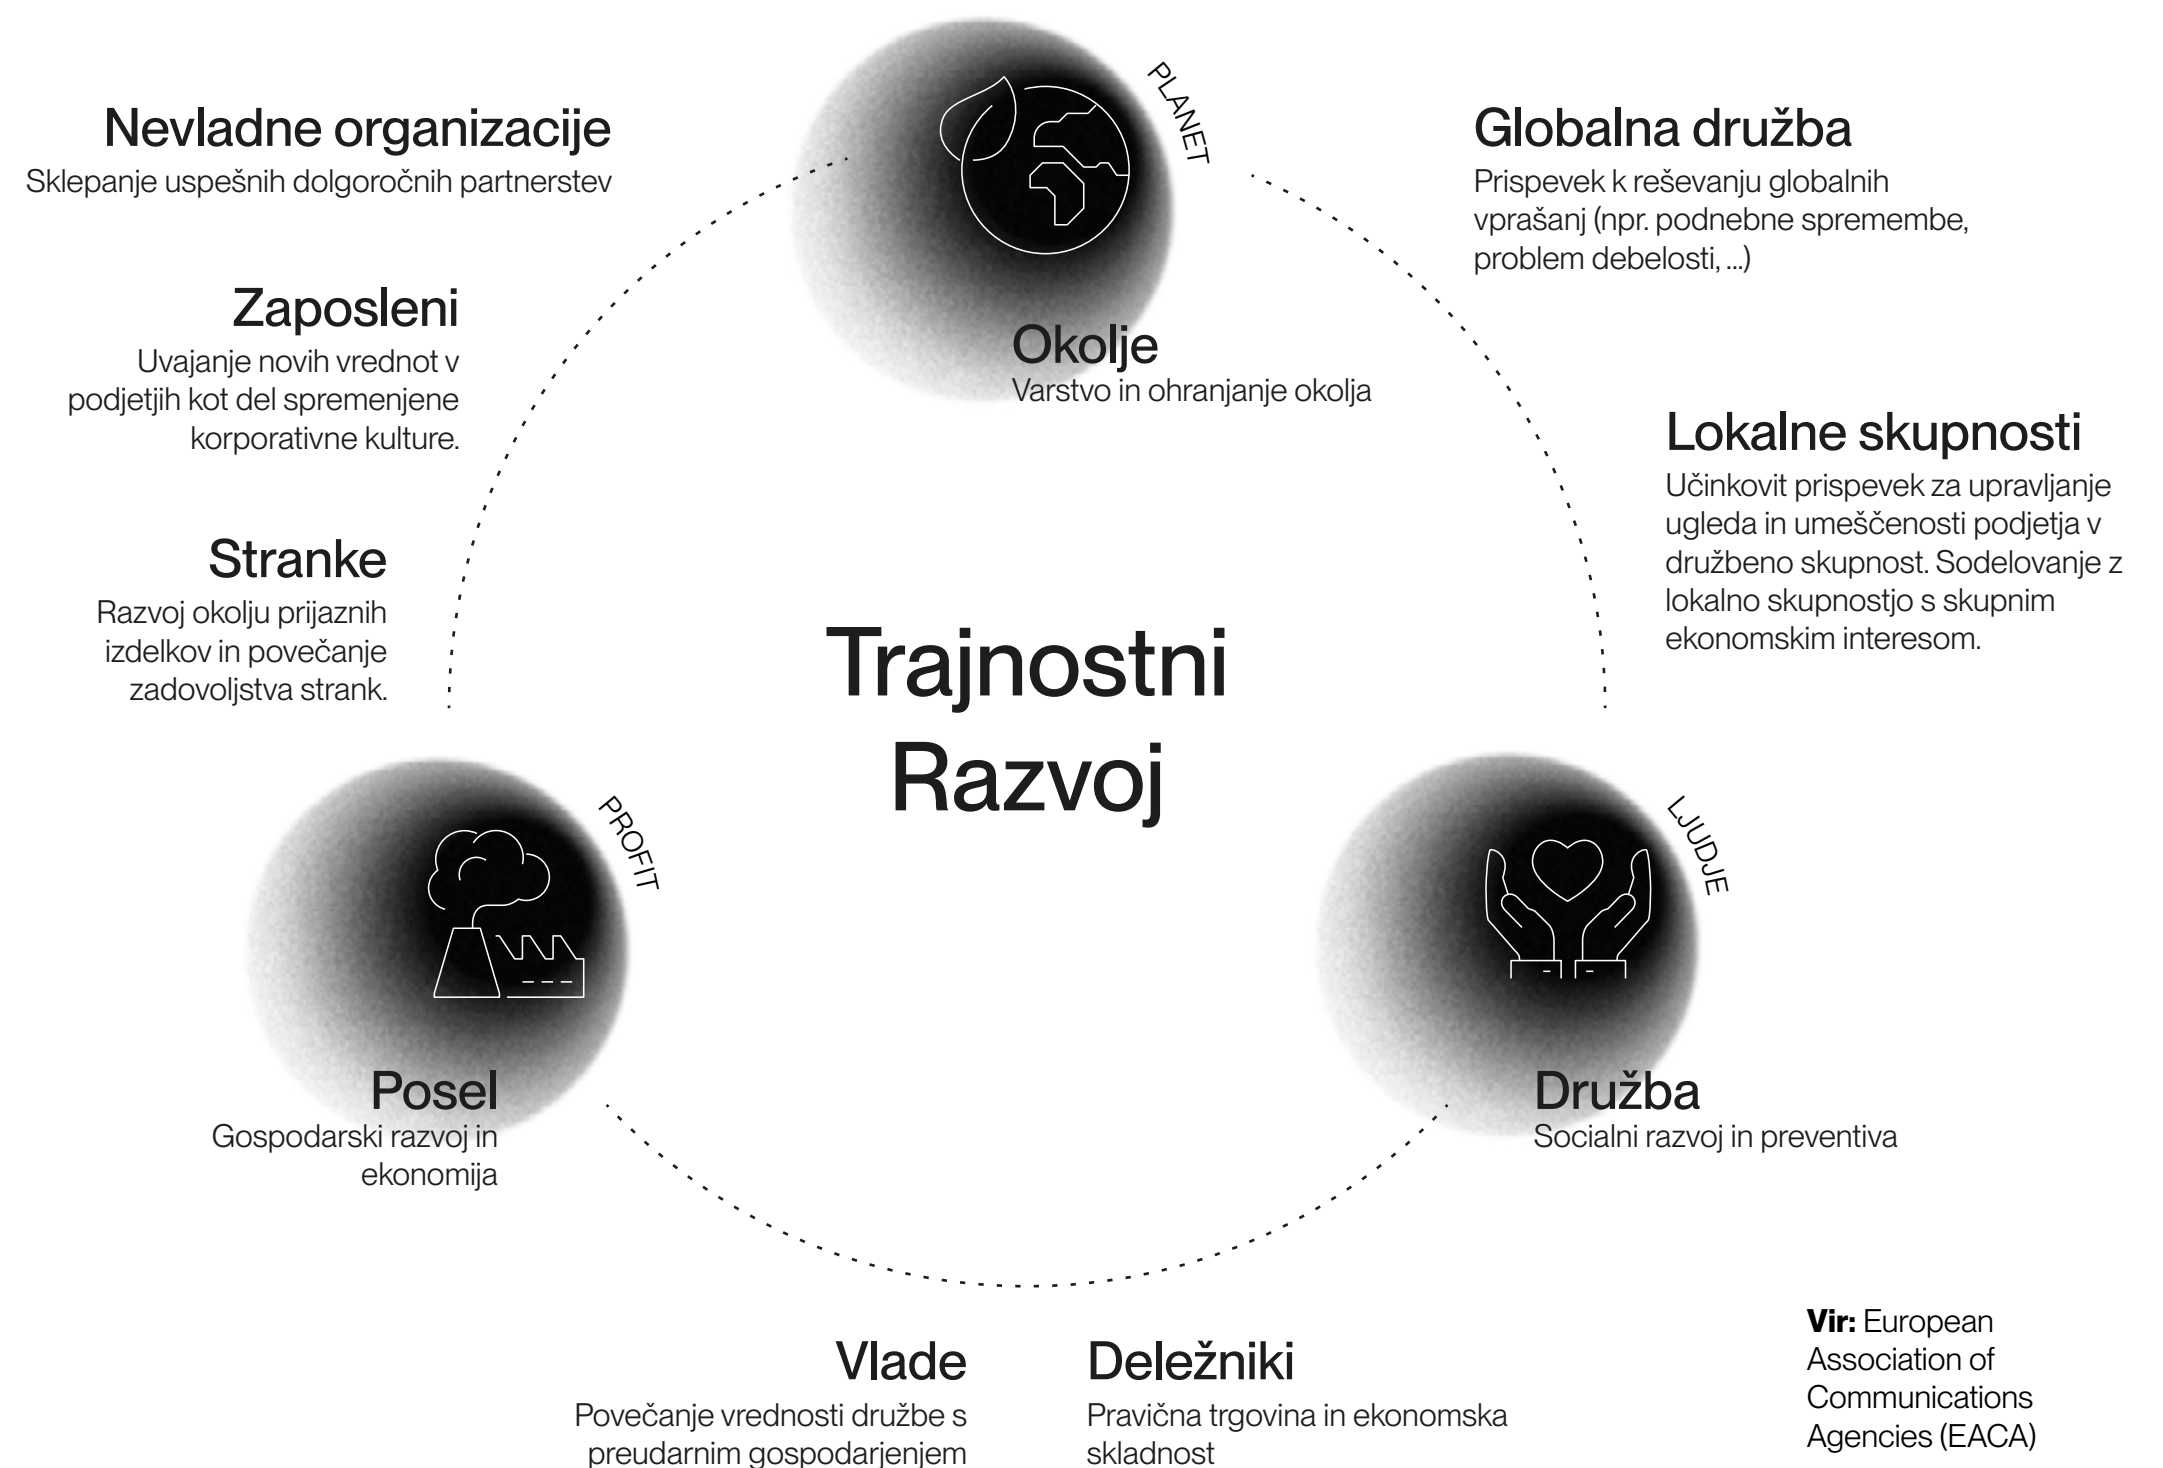 PLANET
Nevladne organizacije
Sklepanje uspešnih dolgoročnih partnerstev
Globalna družba
Prispevek k reševanju globalnih
vprašanj (npr. podnebne spremembe,
problem debelosti, ...)
Zaposleni
Uvajanje novih vrednot v
podjetjih kot del spremenjene
korporativne kulture.
Okolje
Varstvo in ohranjanje okolja
Lokalne skupnosti
Učinkovit prispevek za upravljanje
ugleda in umeščenosti podjetja v
družbeno skupnost. Sodelovanje z
lokalno skupnostjo s skupnim
ekonomskim interesom.
Stranke
Razvoj okolju prijaznih
izdelkov in povečanje
zadovoljstva strank.
Trajnostni
Razvoj
PROFIT
LJUDJE
Posel
Gospodarski razvoj in
ekonomija
Družba
Socialni razvoj in preventiva
Vlade
Povečanje vrednosti družbe s
preudarnim gospodarjenjem
Deležniki
Pravična trgovina in ekonomska
skladnost
Vir: European
Association of
Communications
Agencies (EACA)